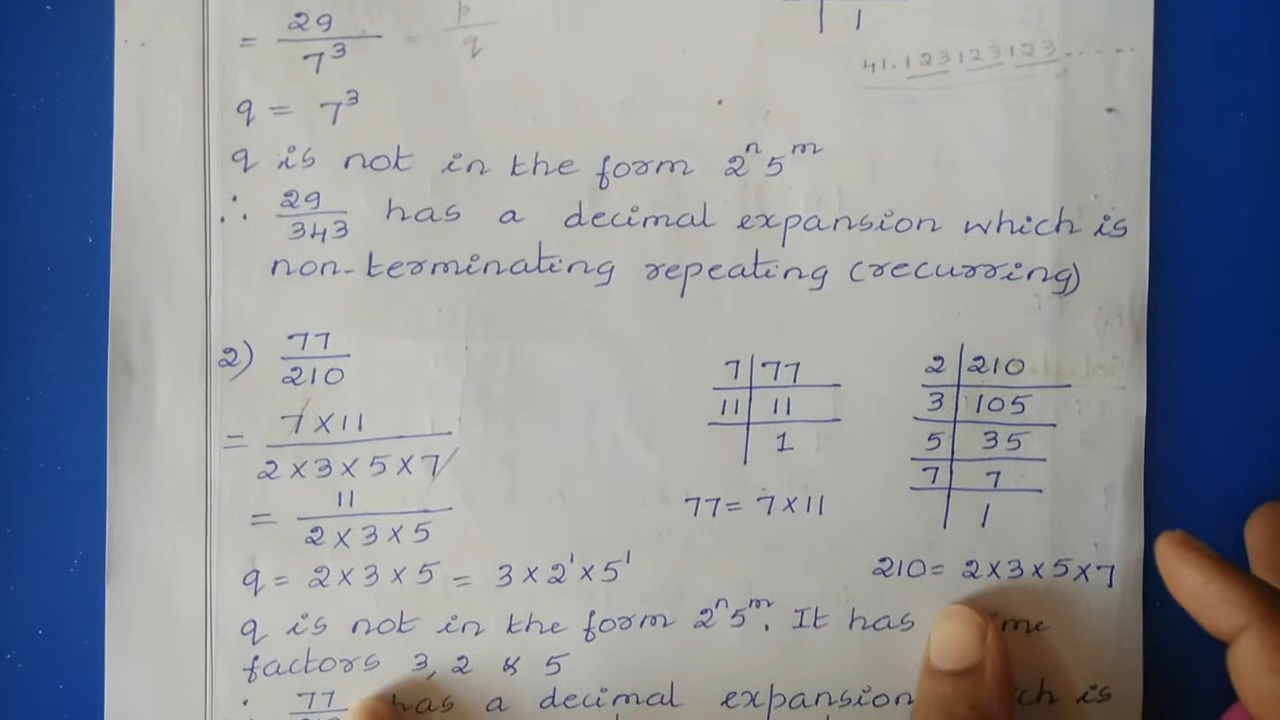 = 29/7³ = p/q
1
41.123123123.....
q = 7³
q is not in the form 2ⁿ5ᵐ
∴ 29/343 has a decimal expansion which is
non-terminating repeating (recurring)
2) 77/210
= 7×11/2×3×5×7
= 11/2×3×5
7 | 77
11 | 11
1
77 = 7×11
2 | 210
3 | 105
5 | 35
7 | 7
1
210 = 2×3×5×7
q = 2×3×5 = 3×2¹×5¹
q is not in the form 2ⁿ5ᵐ. It has
factors 3, 2 & 5
77 has a decimal expansion is